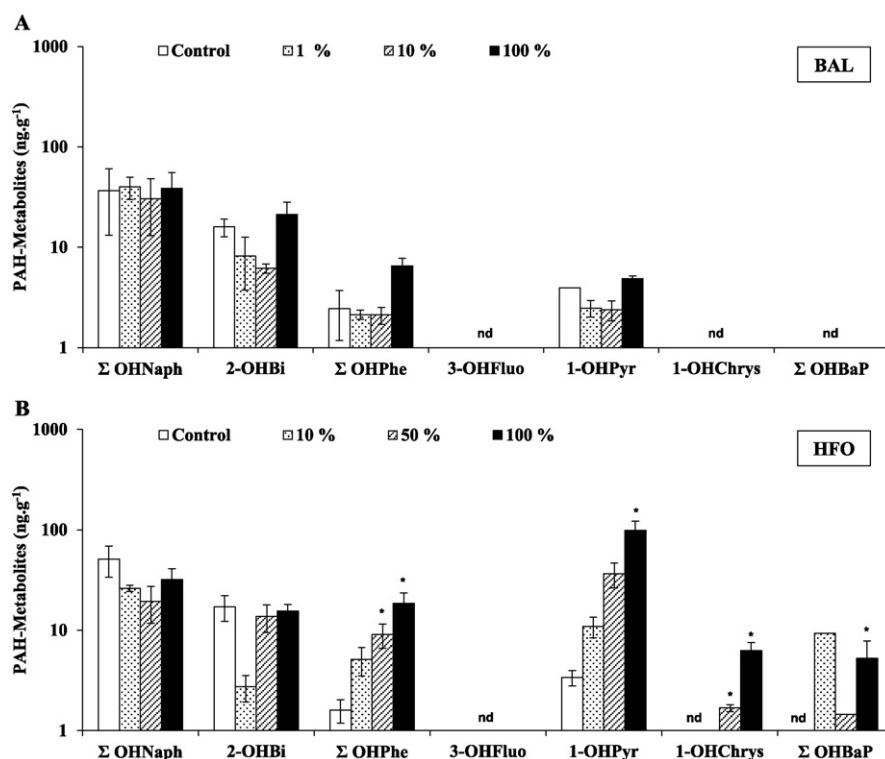 A
Control 1 % 10 % 100 %
BAL
PAH-Metabolites (ng.g-1)
1000
100
10
1
nd nd nd
Σ OHNaph 2-OHBi Σ OHPhe 3-OHFluo 1-OHPyr 1-OHChrys Σ OHBaP
B
Control 10 % 50 % 100 %
HFO
PAH-Metabolites (ng.g-1)
1000
100
10
1
* * * * * *
nd nd nd
Σ OHNaph 2-OHBi Σ OHPhe 3-OHFluo 1-OHPyr 1-OHChrys Σ OHBaP